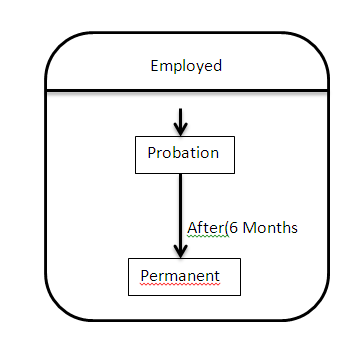 Employed
Probation
After(6 Months
Permanent